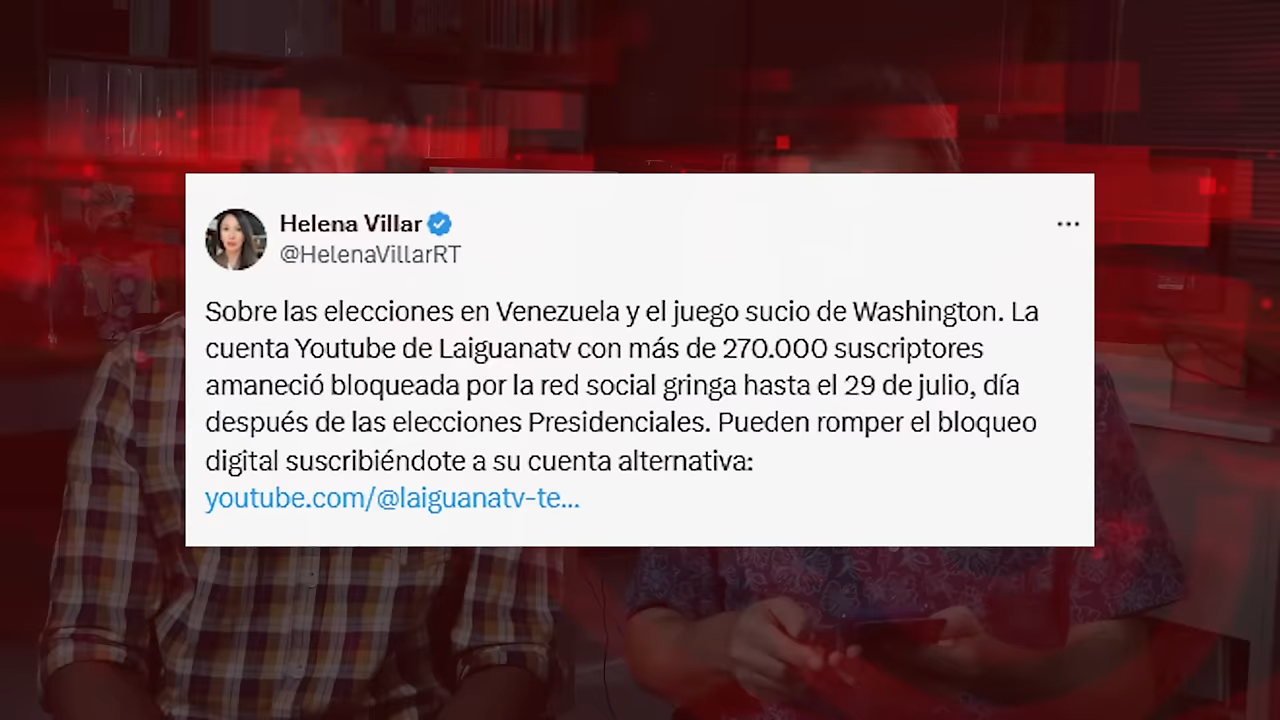 Helena Villar
@HelenaVillarRT
Sobre las elecciones en Venezuela y el juego sucio de Washington. La
cuenta Youtube de Laiguanatv con más de 270.000 suscriptores
amaneció bloqueada por la red social gringa hasta el 29 de julio, día
después de las elecciones Presidenciales. Pueden romper el bloqueo
digital suscribiéndote a su cuenta alternativa:
youtube.com/@laiguanatv-te...